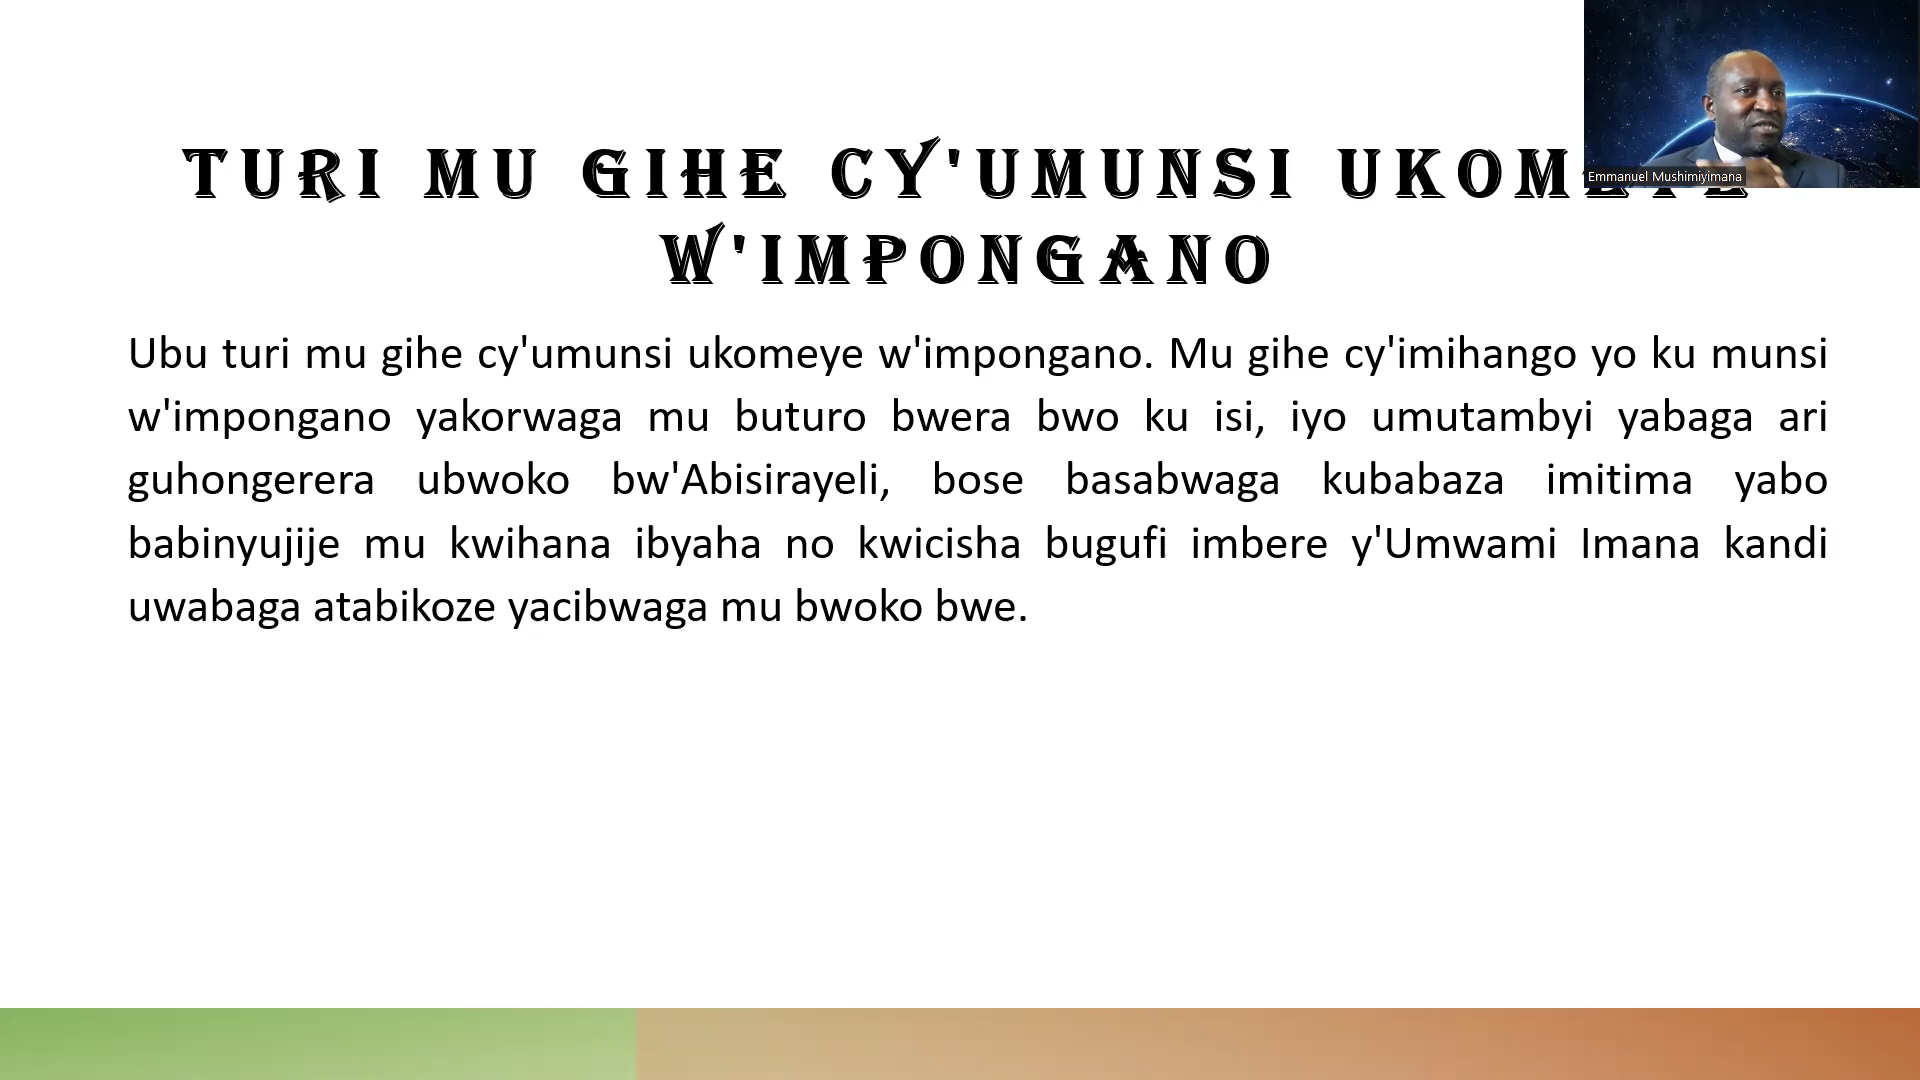 TURI MU GIHE CY'UMUNSI
W'IMPONGANO
Emmanuel Mushimiyimana
Ubu turi mu gihe cy'umunsi ukomeye w'impongano. Mu gihe cy'imihango yo ku munsi
w'impongano yakorwaga mu buturo bwera bwo ku isi, iyo umutambyi yabaga ari
guhongerera ubwoko bw'Abisirayeli, bose basabwaga kubabaza imitima yabo
babinyujije mu kwihana ibyaha no kwicisha bugufi imbere y'Umwami Imana kandi
uwabaga atabikoze yacibwaga mu bwoko bwe.